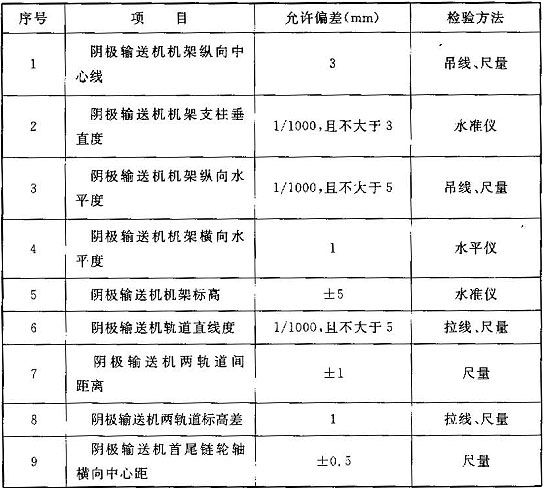 序号 项 目 允许偏差(mm) 检验方法
1 阴极输送机机架纵向中心线 3 吊线、尺量
2 阴极输送机机架支柱垂直度 1/1000,且不大于3 水准仪
3 阴极输送机机架纵向水平度 1/1000,且不大于5 吊线、尺量
4 阴极输送机机架横向水平度 1 水平仪
5 阴极输送机机架标高 ±5 水准仪
6 阴极输送机轨道直线度 1/1000,且不大于5 拉线、尺量
7 阴极输送机两轨道间距离 ±1 尺量
8 阴极输送机两轨道标高差 1 拉线、尺量
9 阴极输送机首尾链轮轴横向中心距 ±0.5 尺量